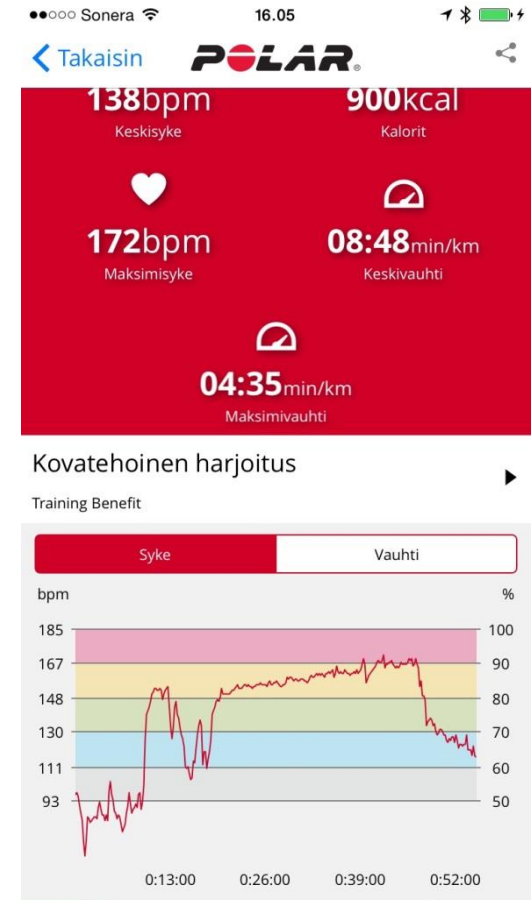 Sonera 16.05
Takaisin POLAR®
138bpm 900kcal
Keskisyke Kalorit
172bpm 08:48min/km
Maksimisyke Keskivauhti
04:35min/km
Maksimivauhti
Kovatehoinen harjoitus
Training Benefit
Syke Vauhti
bpm %
185 100
167 90
148 80
130 70
111 60
93 50
0:13:00 0:26:00 0:39:00 0:52:00